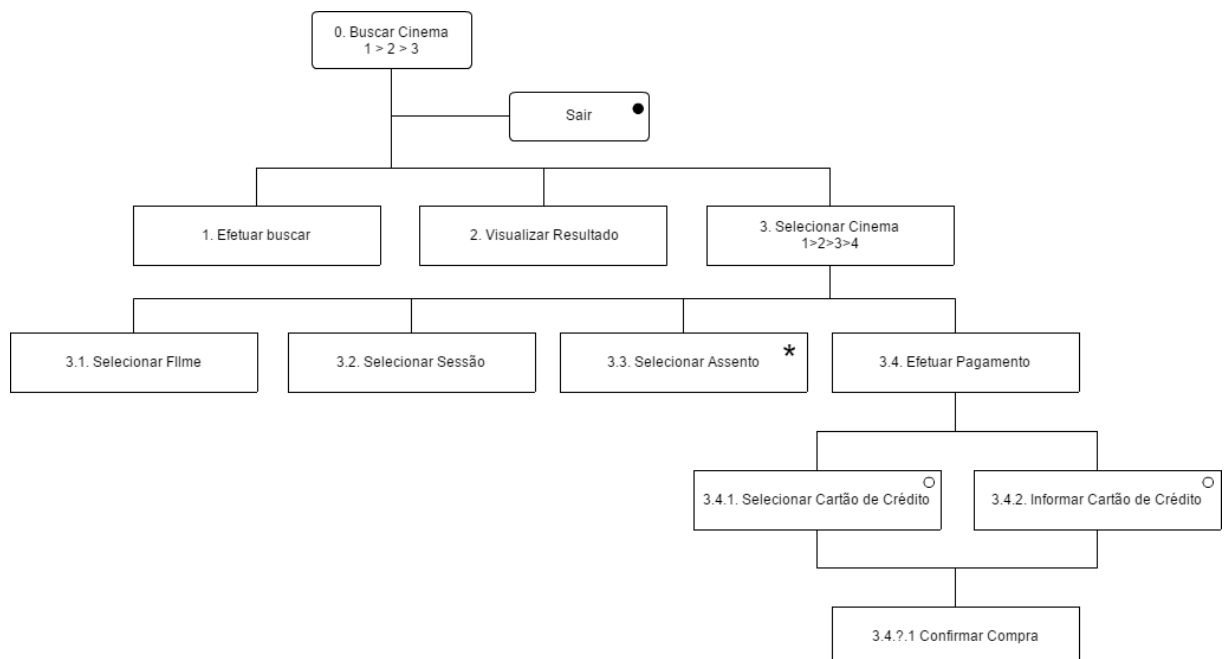 0. Buscar Cinema
1 > 2 > 3
Sair
1. Efetuar buscar
2. Visualizar Resultado
3. Selecionar Cinema
1>2>3>4
3.1. Selecionar FIlme
3.2. Selecionar Sessão
3.3. Selecionar Assento *
3.4. Efetuar Pagamento
3.4.1. Selecionar Cartão de Crédito
3.4.2. Informar Cartão de Crédito
3.4.?.1 Confirmar Compra